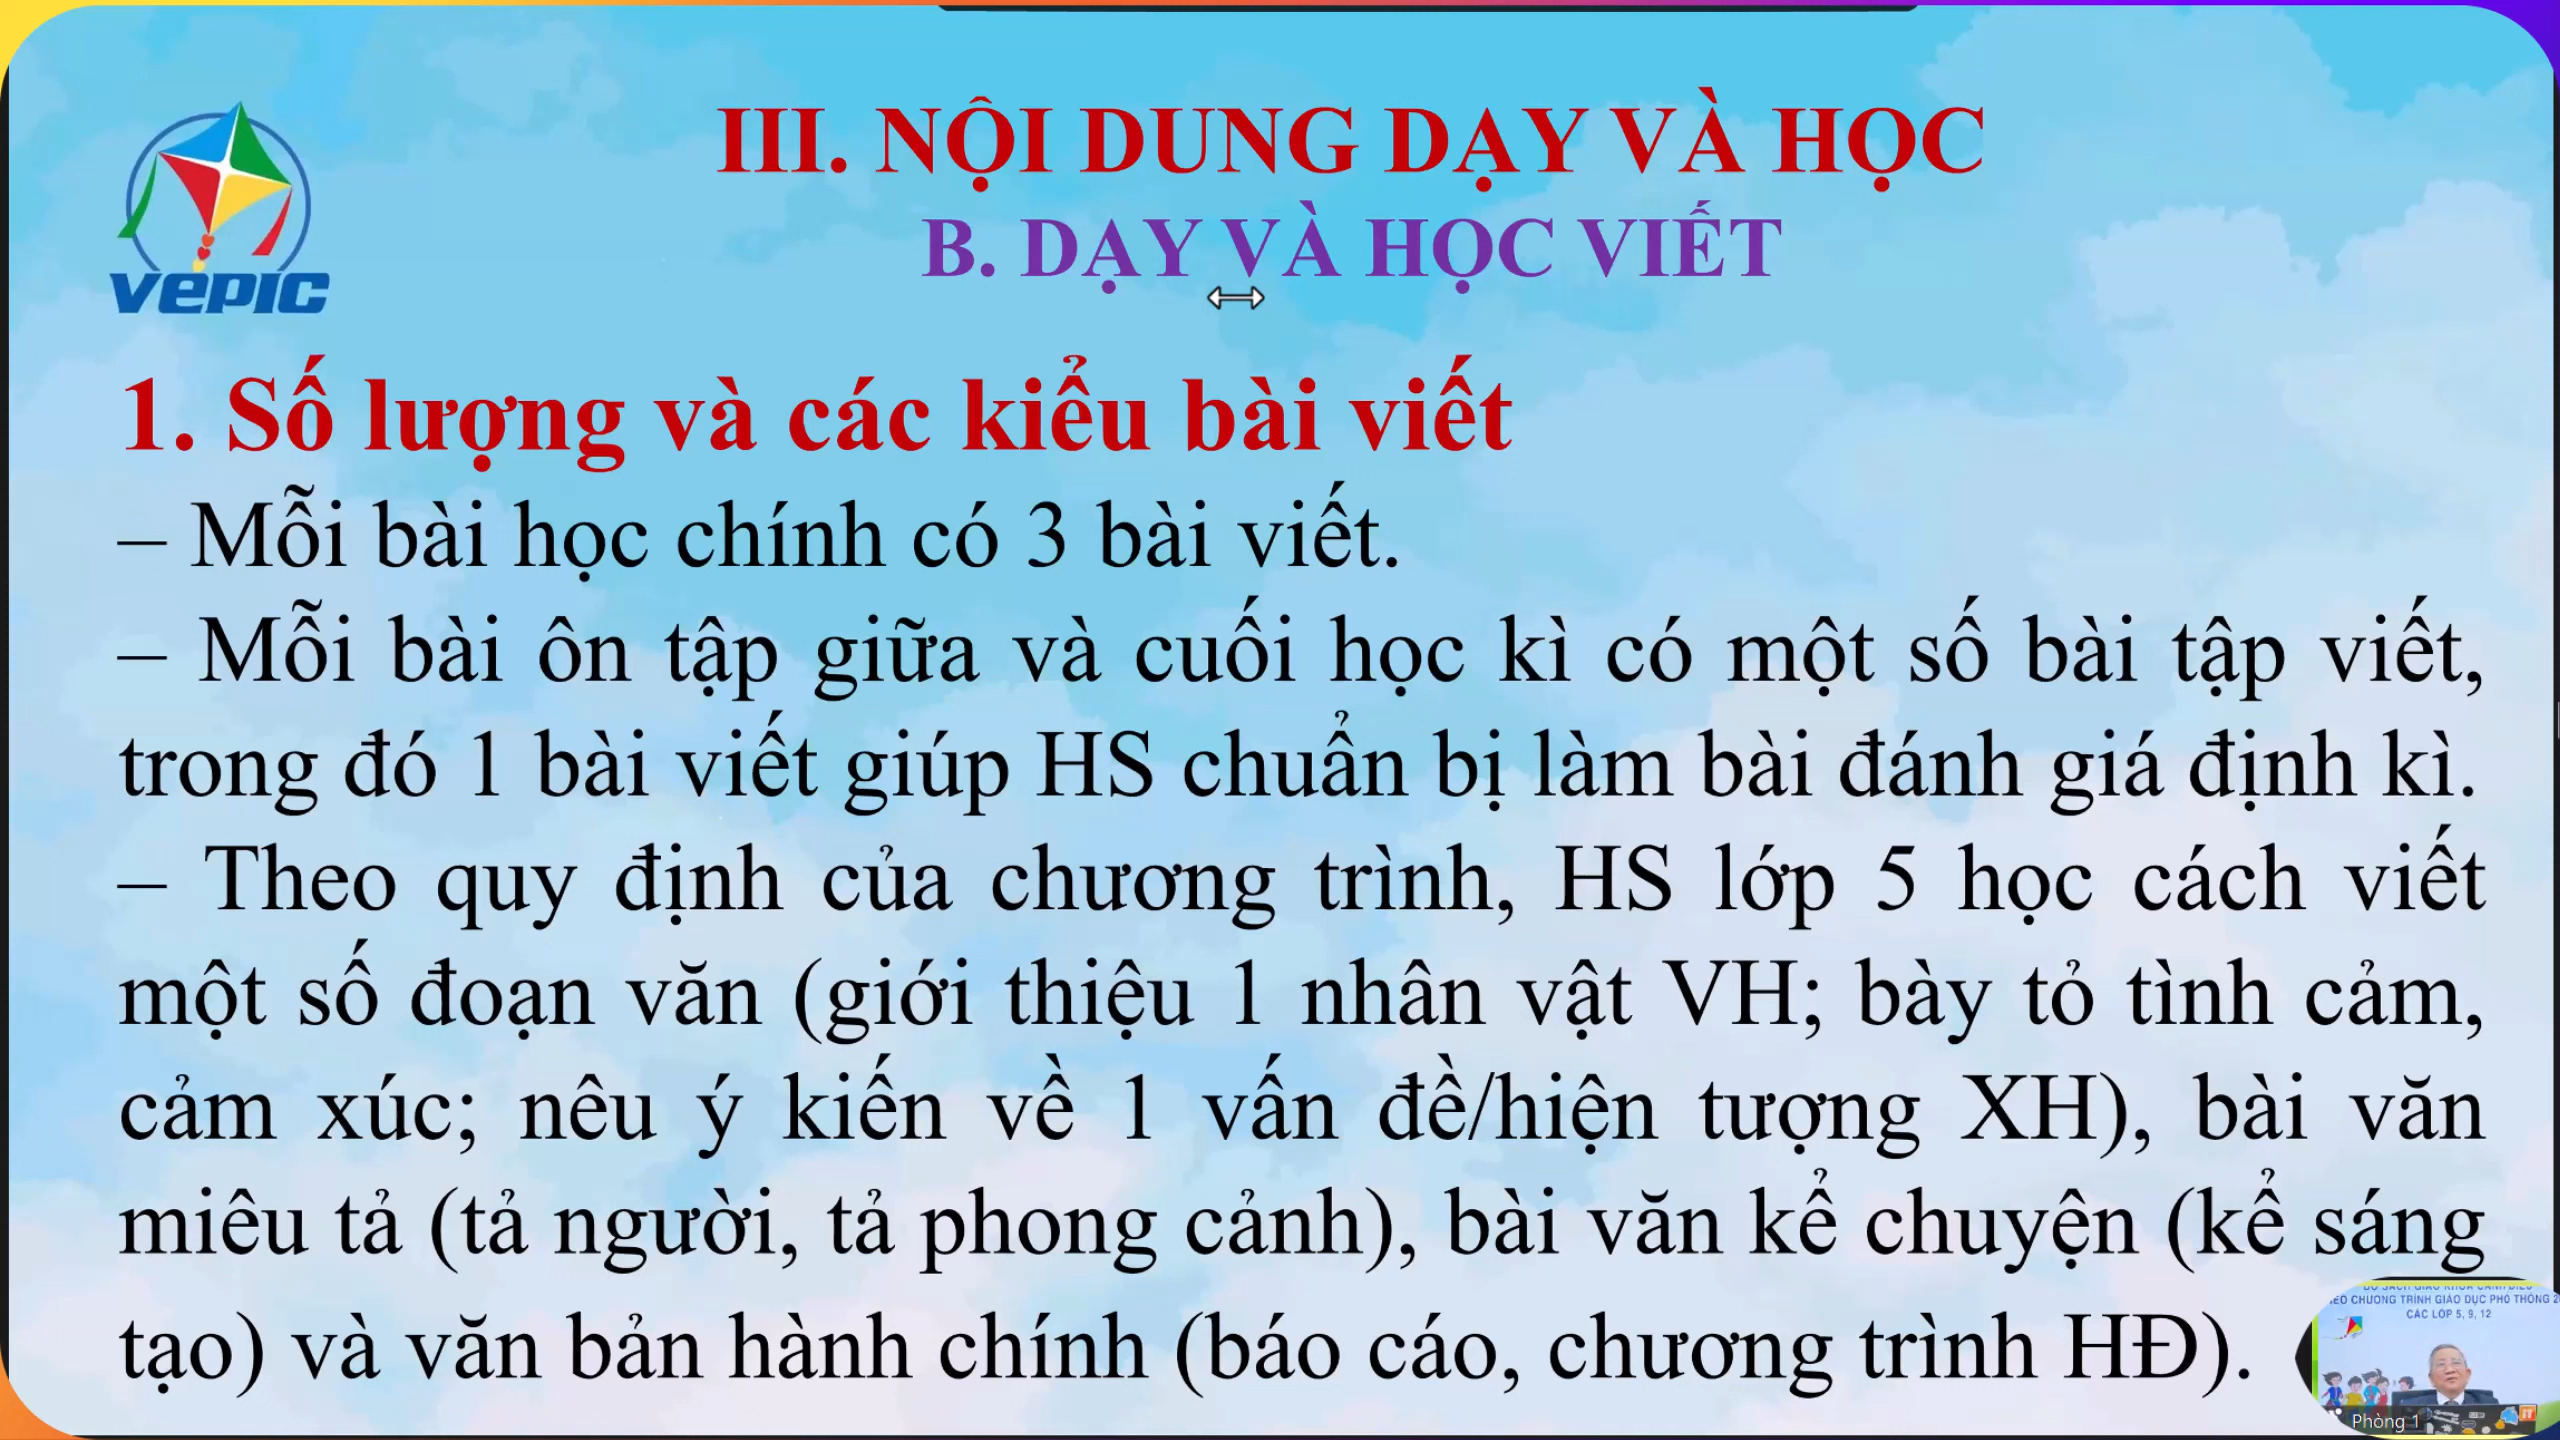 III. NỘI DUNG DẠY VÀ HỌC
B. DẠY VÀ HỌC VIẾT
VEPIC
1. Số lượng và các kiểu bài viết
– Mỗi bài học chính có 3 bài viết.
– Mỗi bài ôn tập giữa và cuối học kì có một số bài tập viết,
trong đó 1 bài viết giúp HS chuẩn bị làm bài đánh giá định kì.
– Theo quy định của chương trình, HS lớp 5 học cách viết
một số đoạn văn (giới thiệu 1 nhân vật VH; bày tỏ tình cảm,
cảm xúc; nêu ý kiến về 1 vấn đề/hiện tượng XH), bài văn
miêu tả (tả người, tả phong cảnh), bài văn kể chuyện (kể sáng
tạo) và văn bản hành chính (báo cáo, chương trình HĐ).
CHƯƠNG TRÌNH GIÁO DỤC PHỔ THÔNG
CÁC LỚP 5, 9, 12
Phòng 1